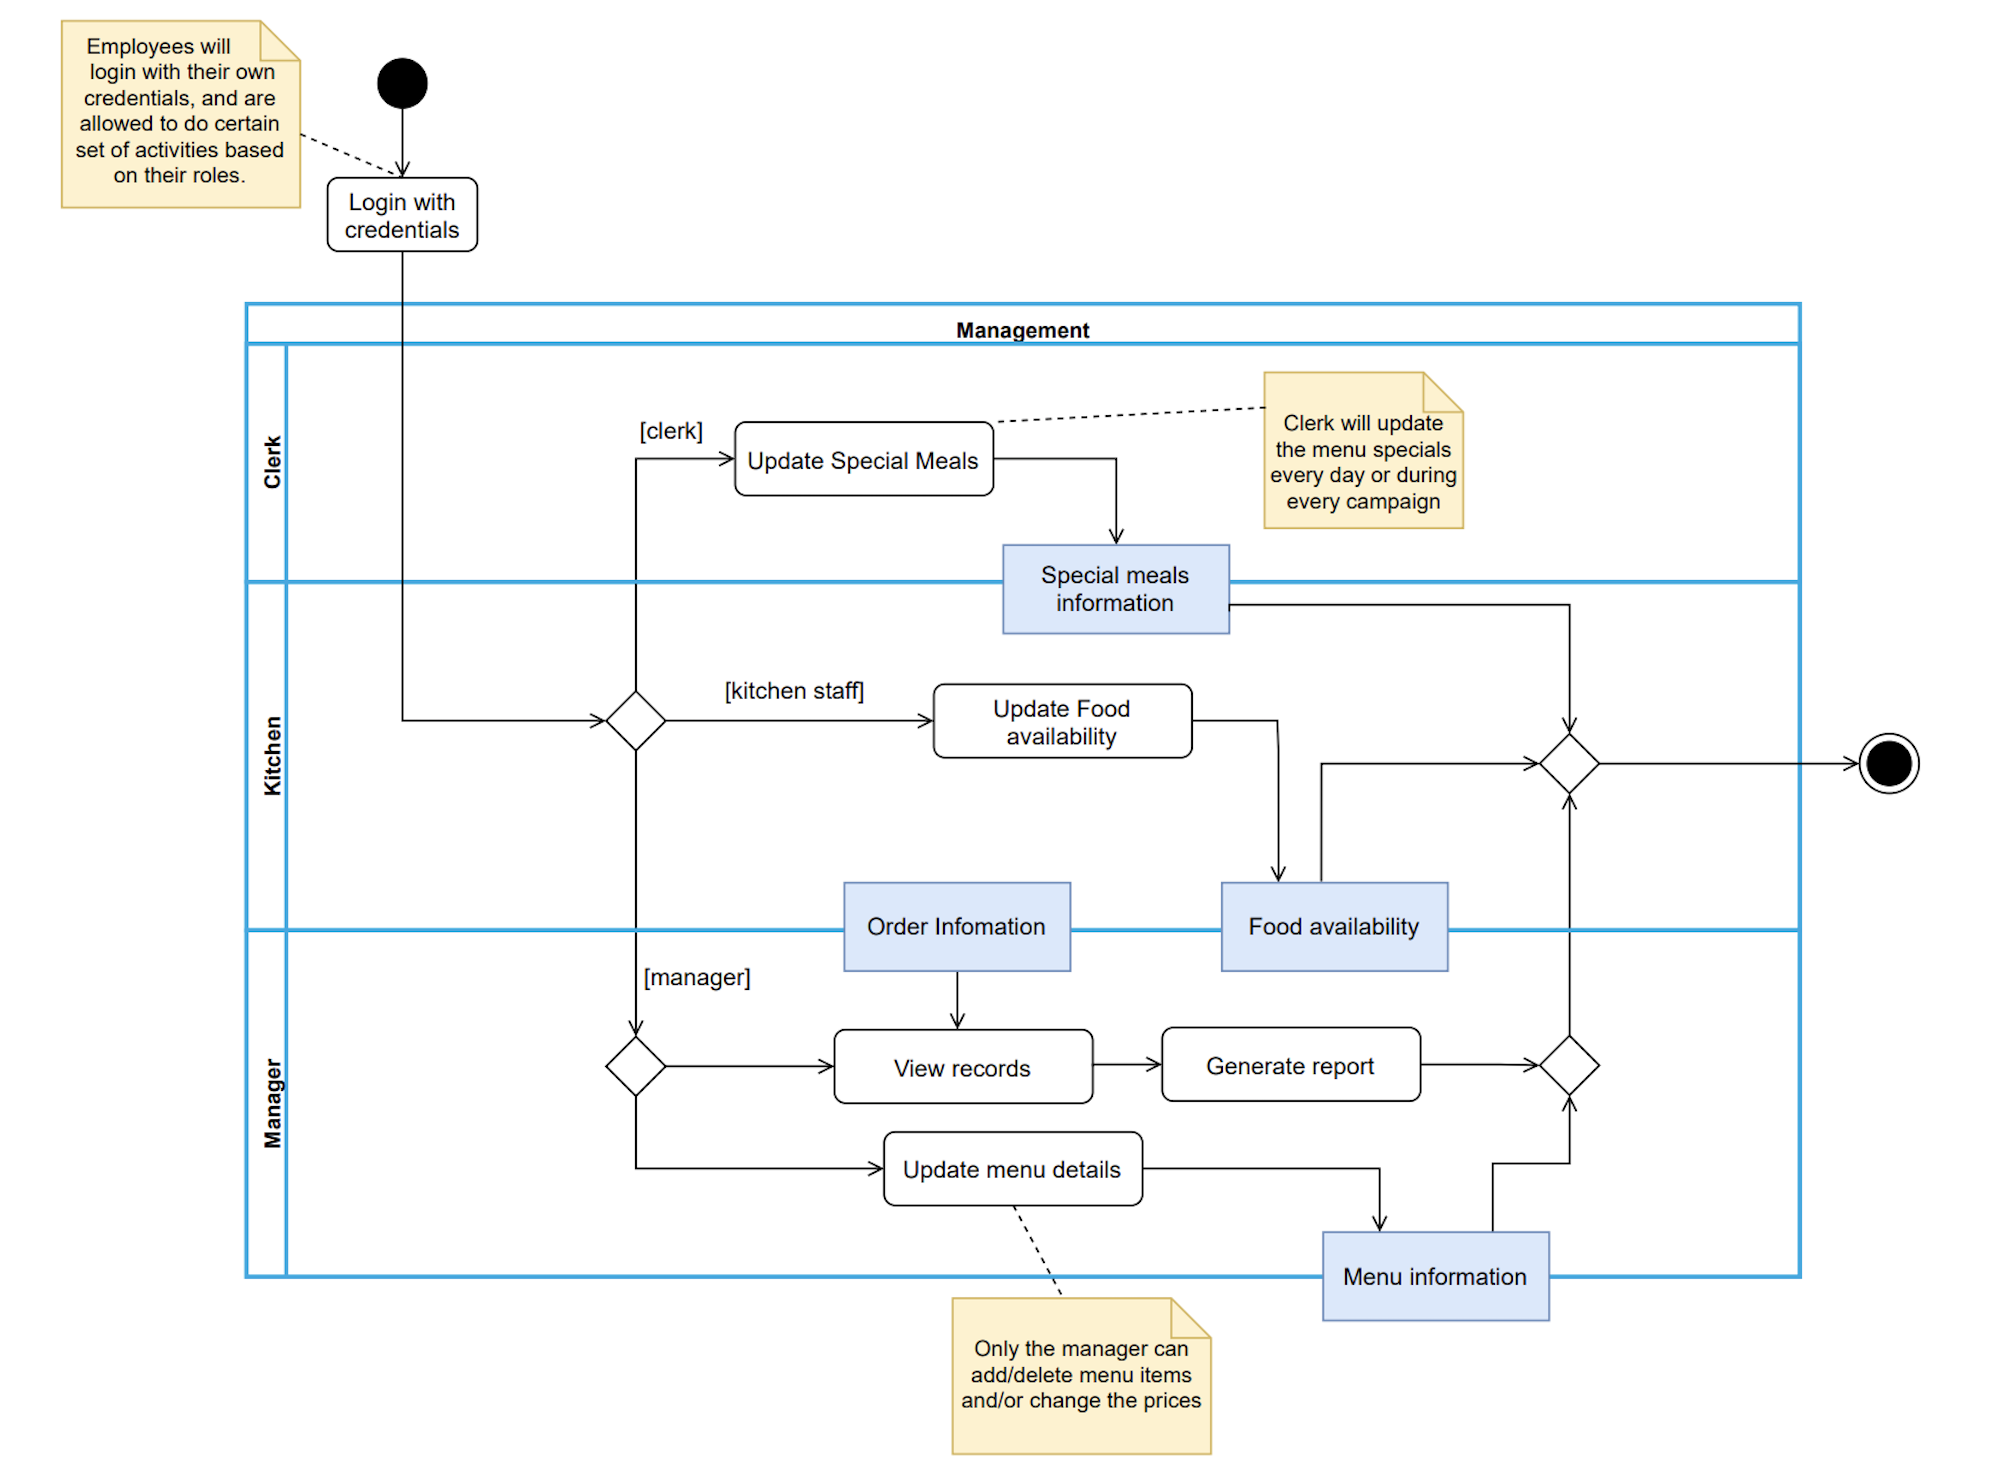 Employees will
login with their own
credentials, and are
allowed to do certain
set of activities based
on their roles.
Login with
credentials
Management
Clerk
[clerk]
Update Special Meals
Clerk will update
the menu specials
every day or during
every campaign
Special meals
information
Kitchen
[kitchen staff]
Update Food
availability
Order Infomation
Food availability
Manager
[manager]
View records
Generate report
Update menu details
Menu information
Only the manager can
add/delete menu items
and/or change the prices